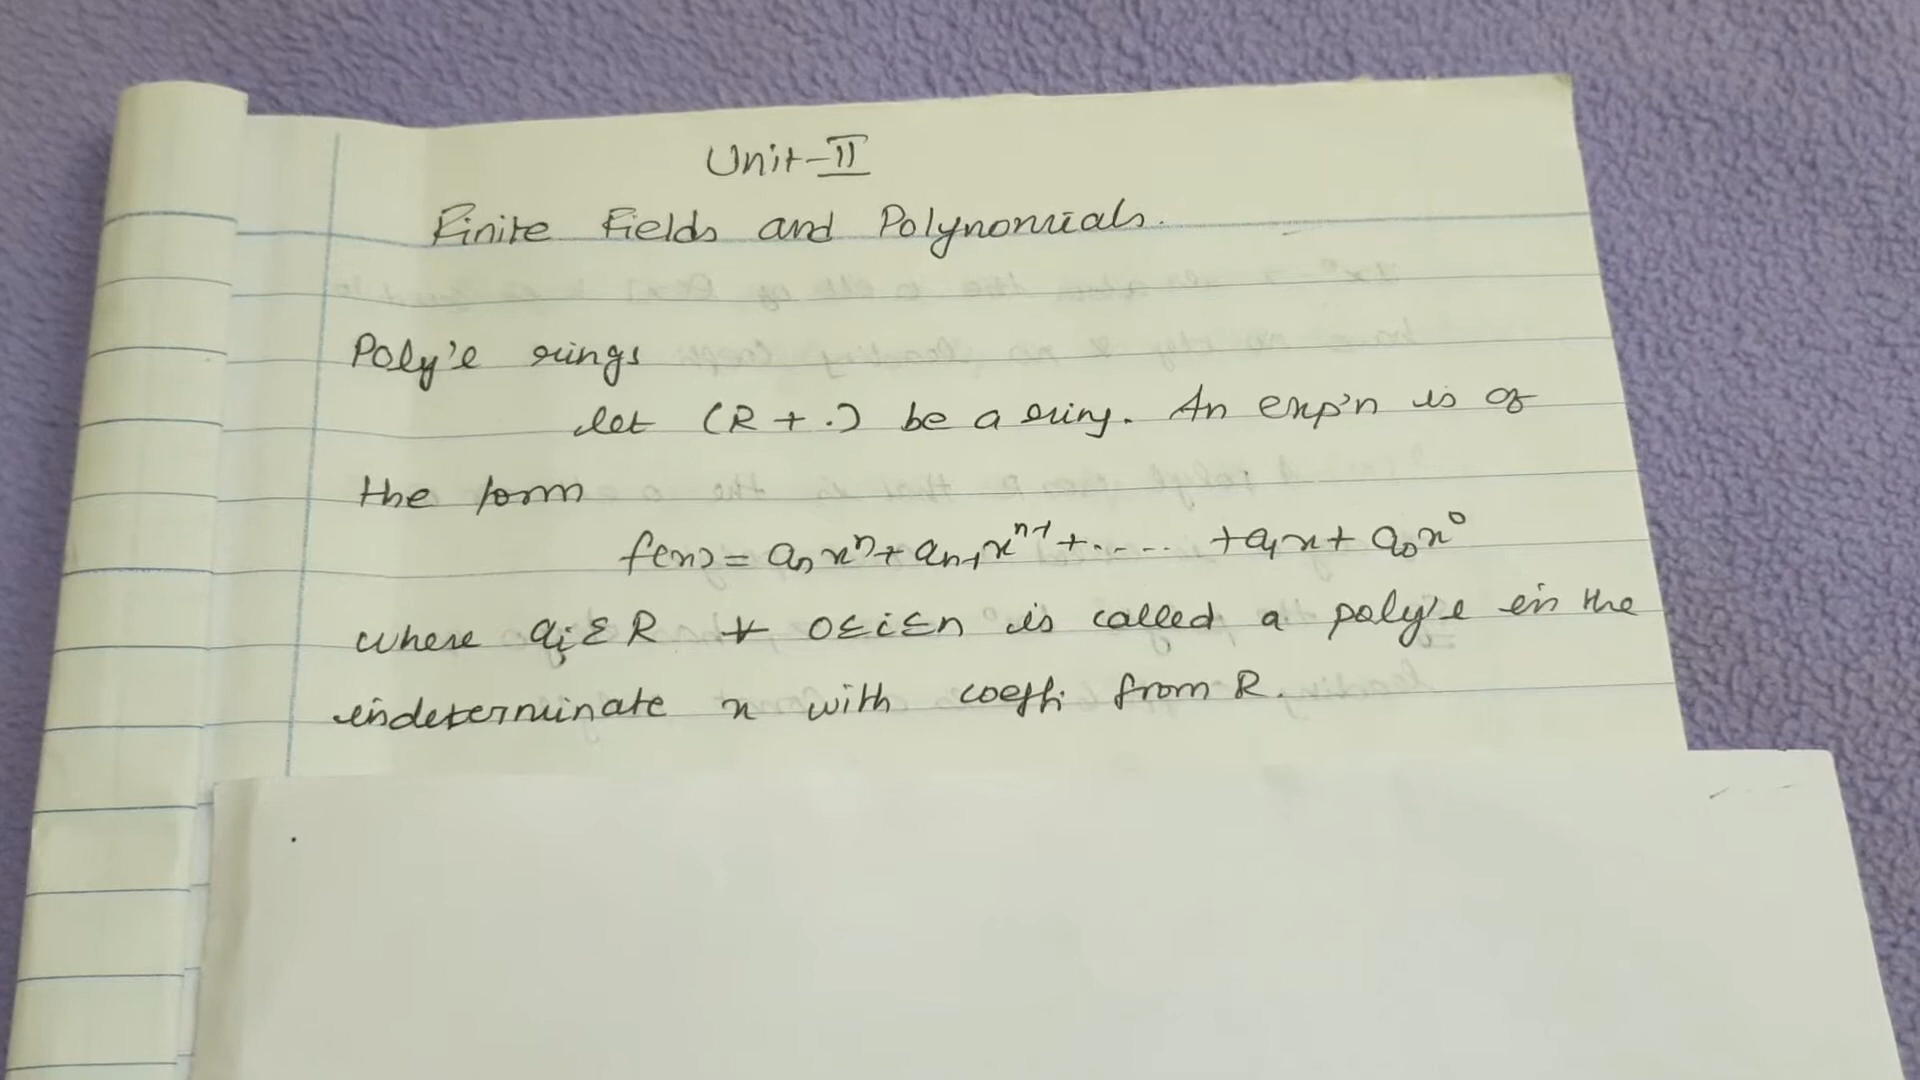 Unit-II
Finite Fields and Polynomials.
Poly'l rings
let (R + .) be a ring. An exp'n is of
the form
f(x) = aₙxⁿ + aₙ₋₁xⁿ⁻¹ + ..... + a₁x + a₀x⁰
where aᵢ ∈ R ∀ 0≤i≤n is called a poly'l in the
indeterminate x with coeffi from R.